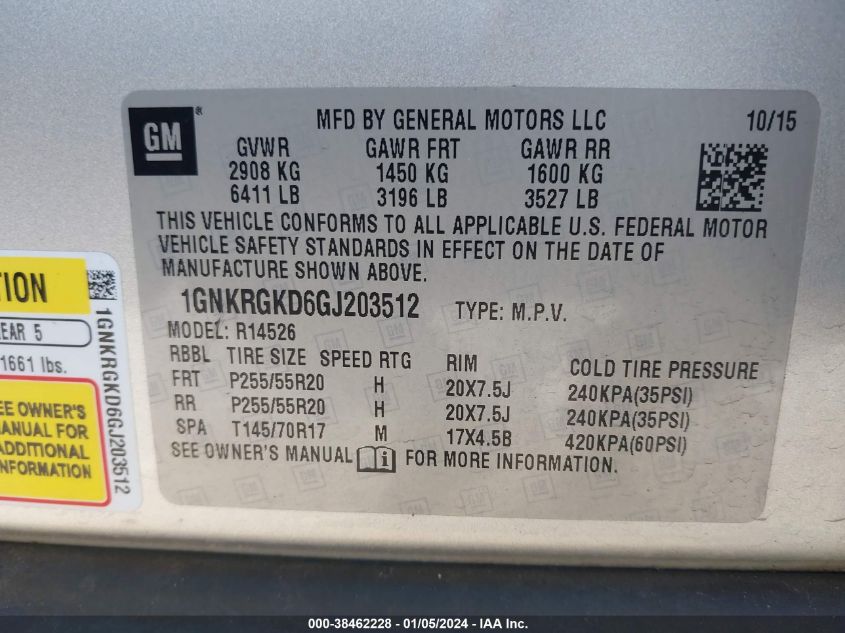 GM ®
MFD BY GENERAL MOTORS LLC 10/15
GVWR GAWR FRT GAWR RR
2908 KG 1450 KG 1600 KG
6411 LB 3196 LB 3527 LB
THIS VEHICLE CONFORMS TO ALL APPLICABLE U.S. FEDERAL MOTOR
VEHICLE SAFETY STANDARDS IN EFFECT ON THE DATE OF
MANUFACTURE SHOWN ABOVE.
1GNKRGKD6GJ203512 TYPE: M.P.V.
MODEL: R14526
RBBL TIRE SIZE SPEED RTG RIM COLD TIRE PRESSURE
FRT P255/55R20 H 20X7.5J 240KPA(35PSI)
RR P255/55R20 H 20X7.5J 240KPA(35PSI)
SPA T145/70R17 M 17X4.5B 420KPA(60PSI)
SEE OWNER'S MANUAL i FOR MORE INFORMATION.
TION
EAR 5
1661 lbs.
EE OWNER'S
MANUAL FOR
ADDITIONAL
NFORMATION
1GNKRGKD6GJ203512
000-38462228 - 01/05/2024 - IAA Inc.